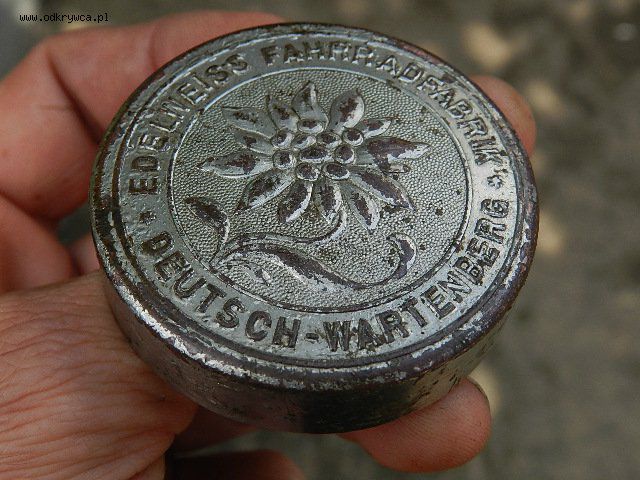 www.odkrywca.pl
EDELWEISS FAHRRADFABRIK
* DEUTSCH-WARTENBERG *